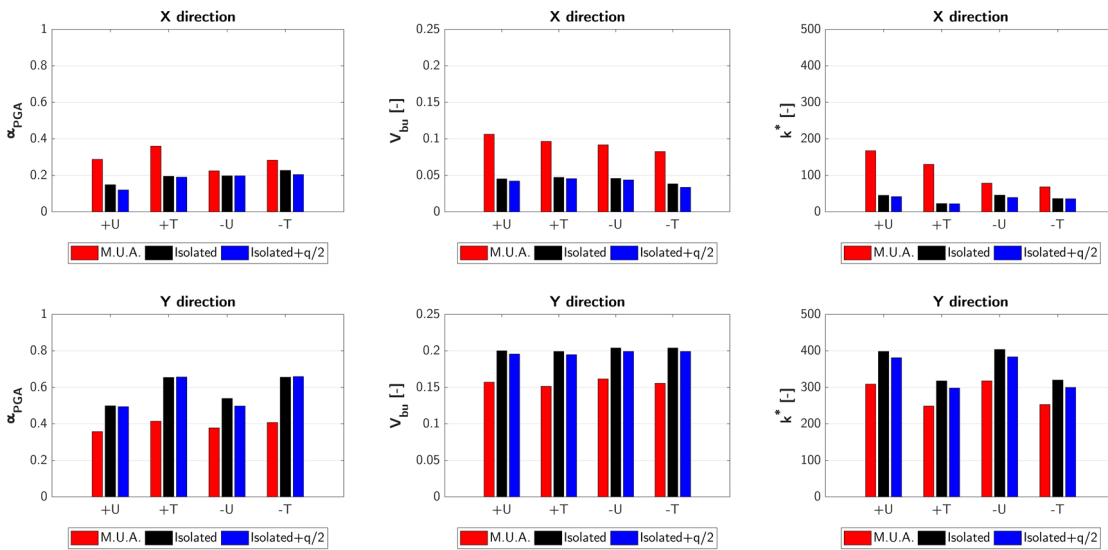 X direction
α_PGA
1
0.8
0.6
0.4
0.2
0
+U +T -U -T
M.U.A. Isolated Isolated+q/2
X direction
V_bu [-]
0.25
0.2
0.15
0.1
0.05
0
+U +T -U -T
M.U.A. Isolated Isolated+q/2
X direction
k* [-]
500
400
300
200
100
0
+U +T -U -T
M.U.A. Isolated Isolated+q/2
Y direction
α_PGA
1
0.8
0.6
0.4
0.2
0
+U +T -U -T
M.U.A. Isolated Isolated+q/2
Y direction
V_bu [-]
0.25
0.2
0.15
0.1
0.05
0
+U +T -U -T
M.U.A. Isolated Isolated+q/2
Y direction
k* [-]
500
400
300
200
100
0
+U +T -U -T
M.U.A. Isolated Isolated+q/2